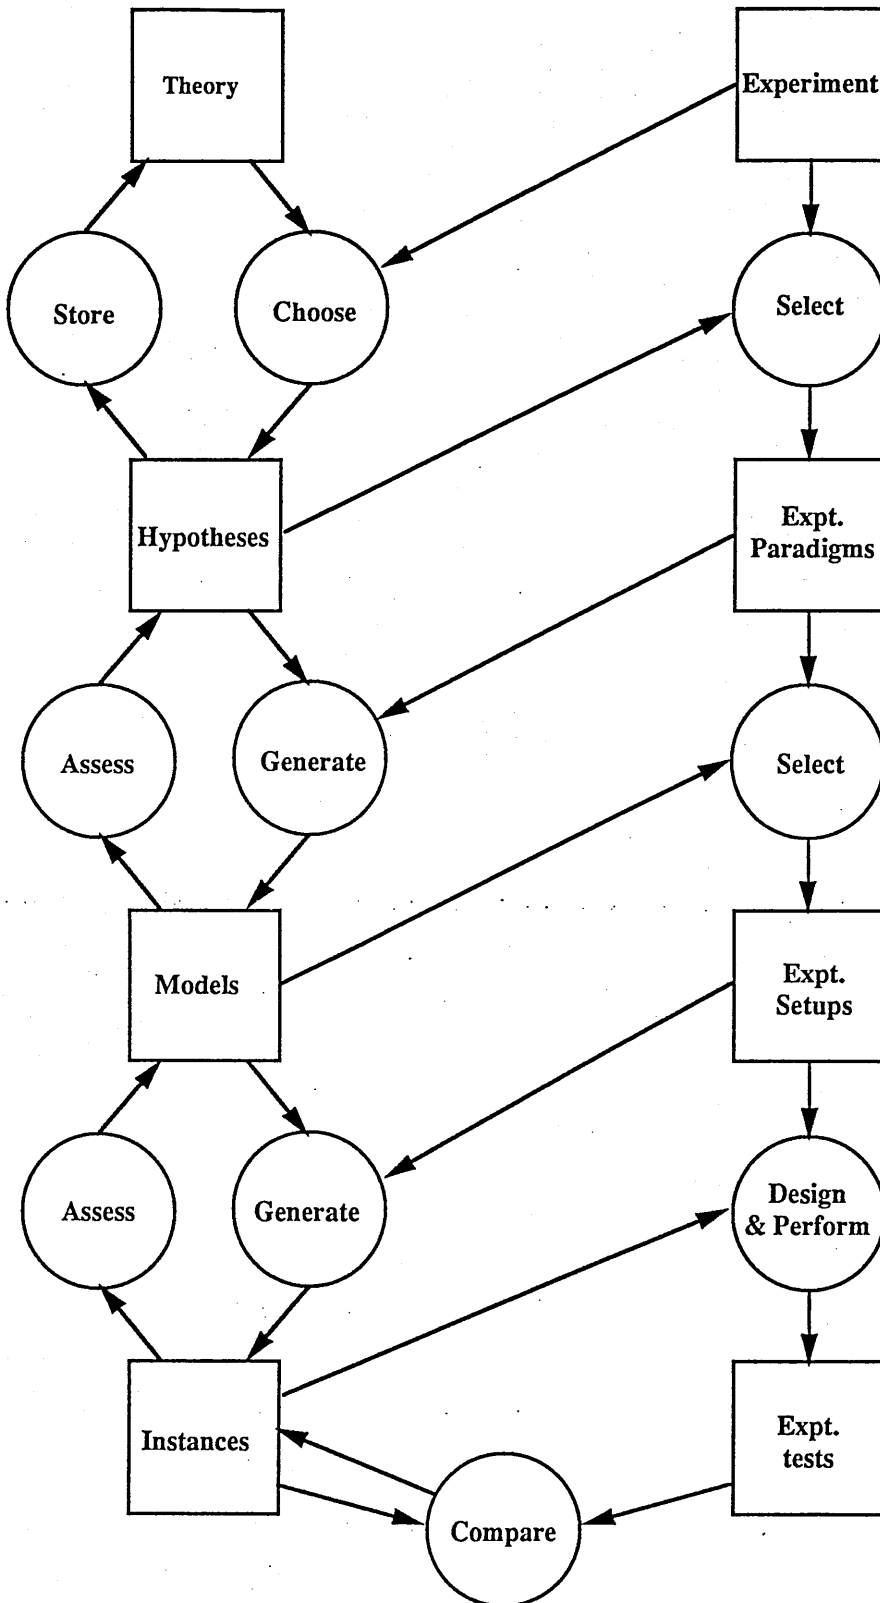 Theory
Experiment
Store
Choose
Select
Hypotheses
Expt.
Paradigms
Assess
Generate
Select
Models
Expt.
Setups
Assess
Generate
Design
& Perform
Instances
Expt.
tests
Compare